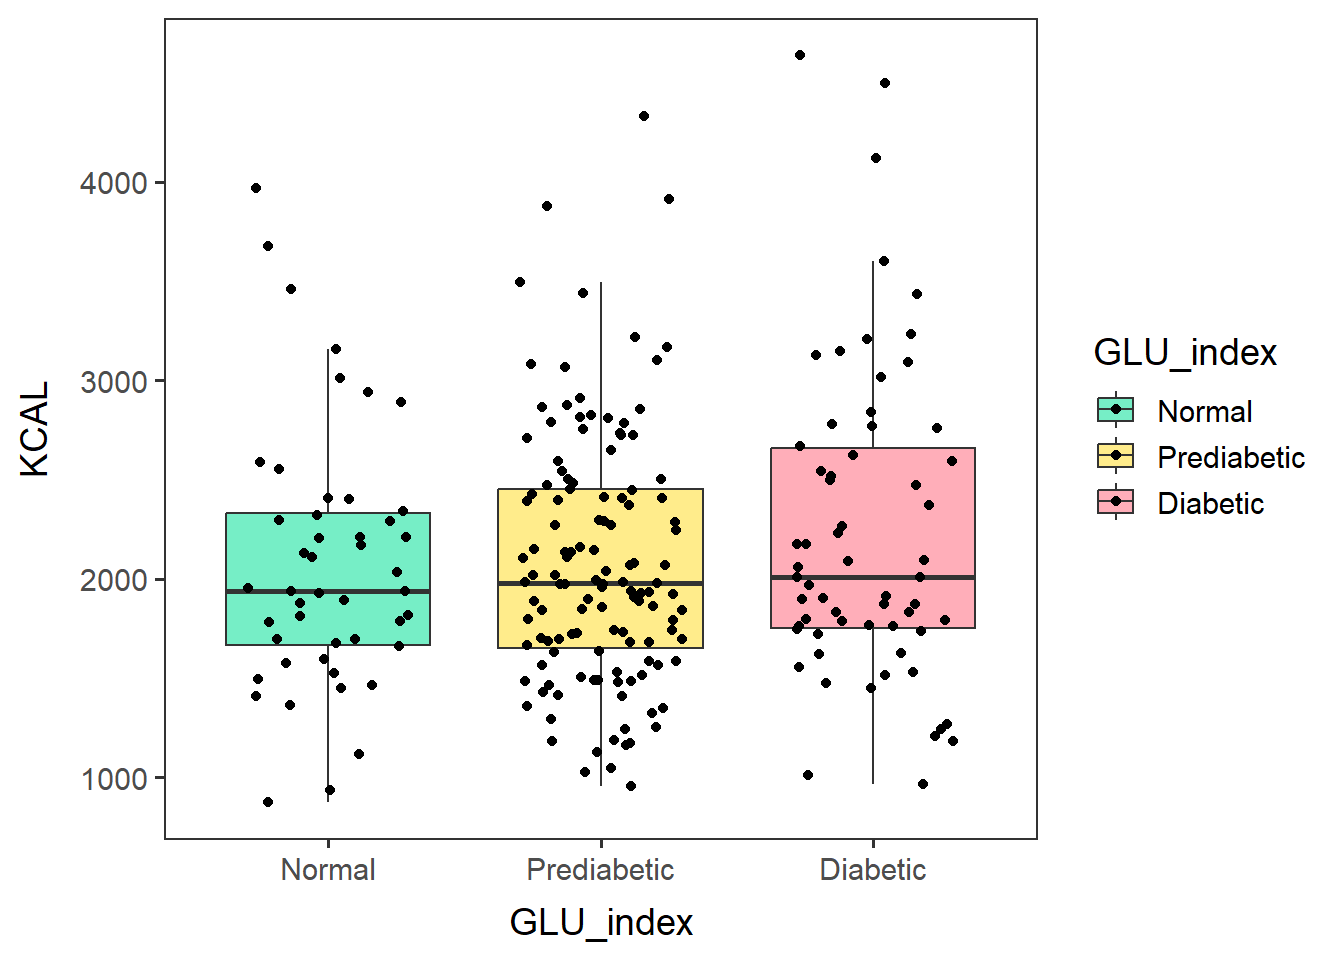 4000
3000
2000
1000
KCAL
Normal
Prediabetic
Diabetic
GLU_index
GLU_index
Normal
Prediabetic
Diabetic